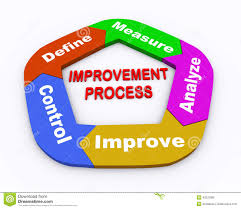 Define
Measure
Analyze
Improve
Control
IMPROVEMENT
PROCESS